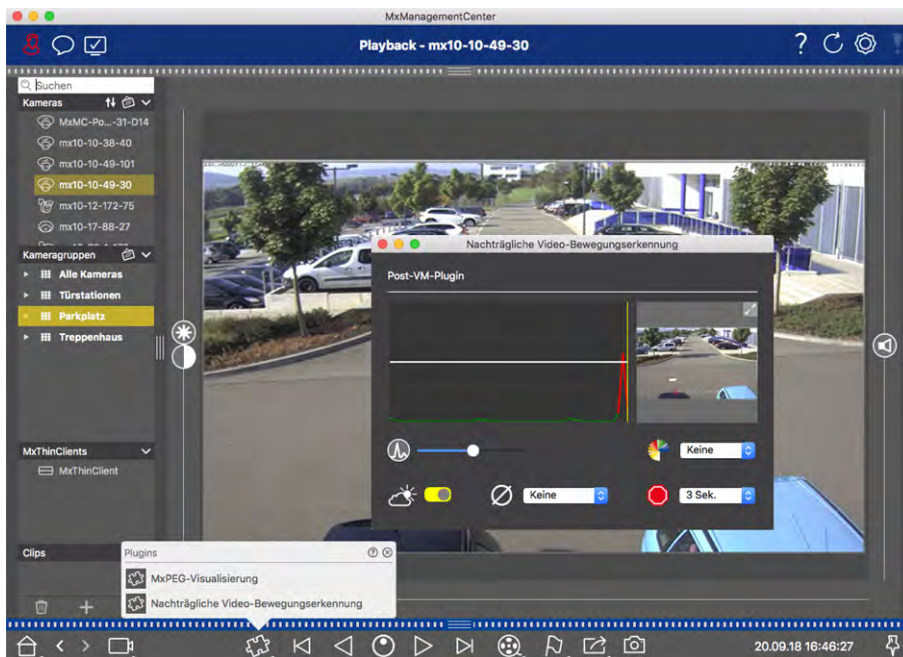 MxManagementCenter
Playback - mx10-10-49-30
?
Suchen
Kameras
MxMC-Po...-31-D14
mx10-10-38-40
mx10-10-49-101
mx10-10-49-30
mx10-12-172-75
mx10-17-88-27
Kameragruppen
Alle Kameras
Türstationen
Parkplatz
Treppenhaus
MxThinClients
MxThinClient
Clips
Nachträgliche Video-Bewegungserkennung
Post-VM-Plugin
Keine
Keine
3 Sek.
Plugins
MxPEG-Visualisierung
Nachträgliche Video-Bewegungserkennung
20.09.18 16:46:27